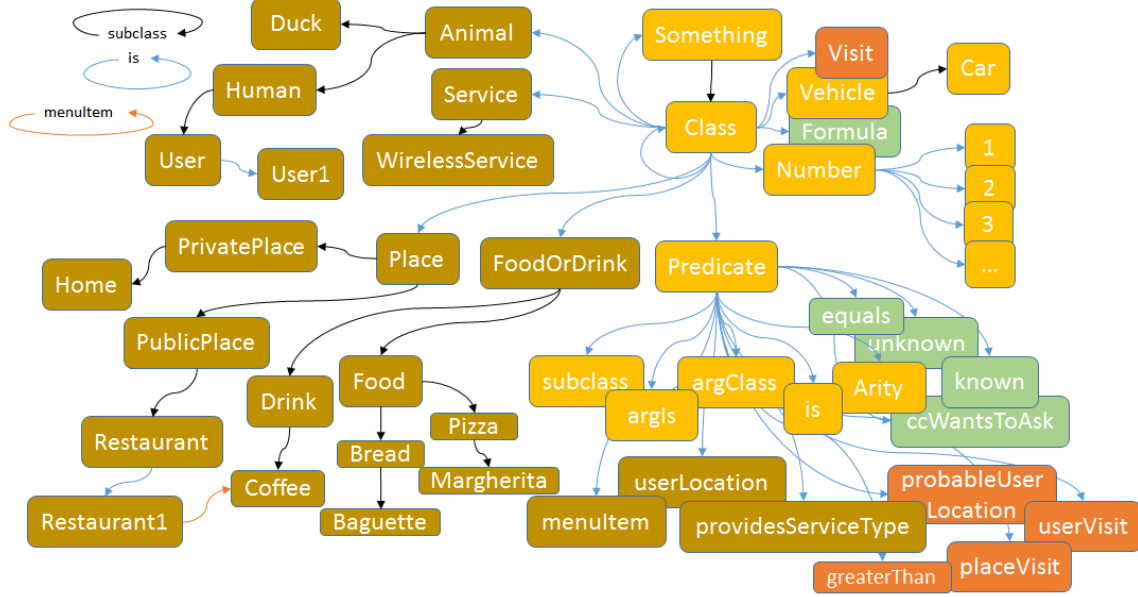 subclass
is
menuItem
Duck
Animal
Something
Visit
Car
Human
Service
Vehicle
Class
Formula
User
User1
WirelessService
Number
1
2
3
...
PrivatePlace
Place
FoodOrDrink
Predicate
Home
PublicPlace
equals
unknown
subclass
argClass
Arity
known
Drink
Food
argIs
is
ccWantsToAsk
Restaurant
Pizza
Bread
Margherita
Coffee
userLocation
probableUser
Location
Restaurant1
Baguette
menuItem
providesServiceType
userVisit
placeVisit
greaterThan